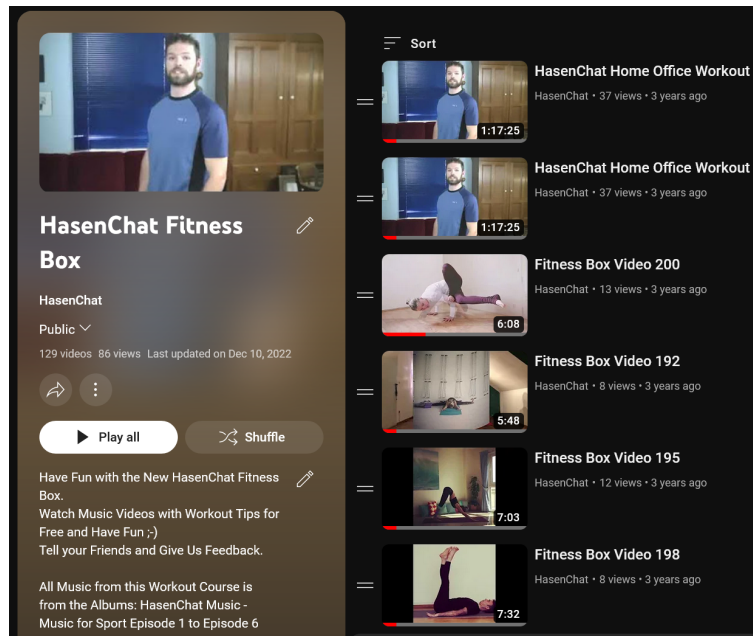 HasenChat Fitness
Box
HasenChat
Public
129 videos 86 views Last updated on Dec 10, 2022
Play all
Shuffle
Have Fun with the New HasenChat Fitness
Box.
Watch Music Videos with Workout Tips for
Free and Have Fun ;-)
Tell your Friends and Give Us Feedback.
All Music from this Workout Course is
from the Albums: HasenChat Music -
Music for Sport Episode 1 to Episode 6
Sort
HasenChat Home Office Workout
HasenChat • 37 views • 3 years ago
1:17:25
HasenChat Home Office Workout
HasenChat • 37 views • 3 years ago
1:17:25
Fitness Box Video 200
HasenChat • 13 views • 3 years ago
6:08
Fitness Box Video 192
HasenChat • 8 views • 3 years ago
5:48
Fitness Box Video 195
HasenChat • 12 views • 3 years ago
7:03
Fitness Box Video 198
HasenChat • 8 views • 3 years ago
7:32